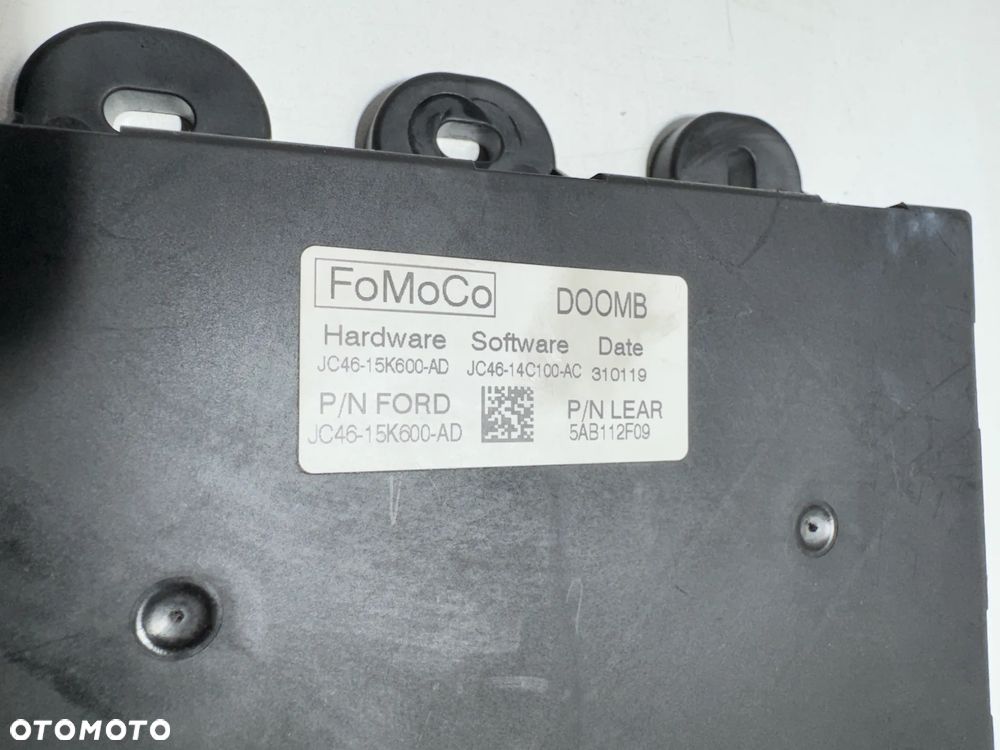 FoMoCo DOOMB
Hardware Software Date
JC46-15K600-AD JC46-14C100-AC 310119
P/N FORD P/N LEAR
JC46-15K600-AD 5AB112F09
OTOMOTO